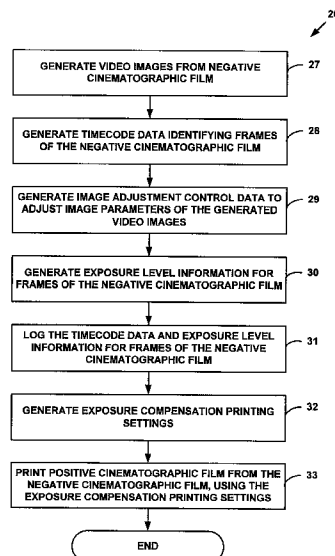 26
GENERATE VIDEO IMAGES FROM NEGATIVE
CINEMATOGRAPHIC FILM
27
GENERATE TIMECODE DATA IDENTIFYING FRAMES
OF THE NEGATIVE CINEMATOGRAPHIC FILM
28
GENERATE IMAGE ADJUSTMENT CONTROL DATA TO
ADJUST IMAGE PARAMETERS OF THE GENERATED
VIDEO IMAGES
29
GENERATE EXPOSURE LEVEL INFORMATION FOR
FRAMES OF THE NEGATIVE CINEMATOGRAPHIC FILM
30
LOG THE TIMECODE DATA AND EXPOSURE LEVEL
INFORMATION FOR FRAMES OF THE NEGATIVE
CINEMATOGRAPHIC FILM
31
GENERATE EXPOSURE COMPENSATION PRINTING
SETTINGS
32
PRINT POSITIVE CINEMATOGRAPHIC FILM FROM THE
NEGATIVE CINEMATOGRAPHIC FILM, USING THE
EXPOSURE COMPENSATION PRINTING SETTINGS
33
END